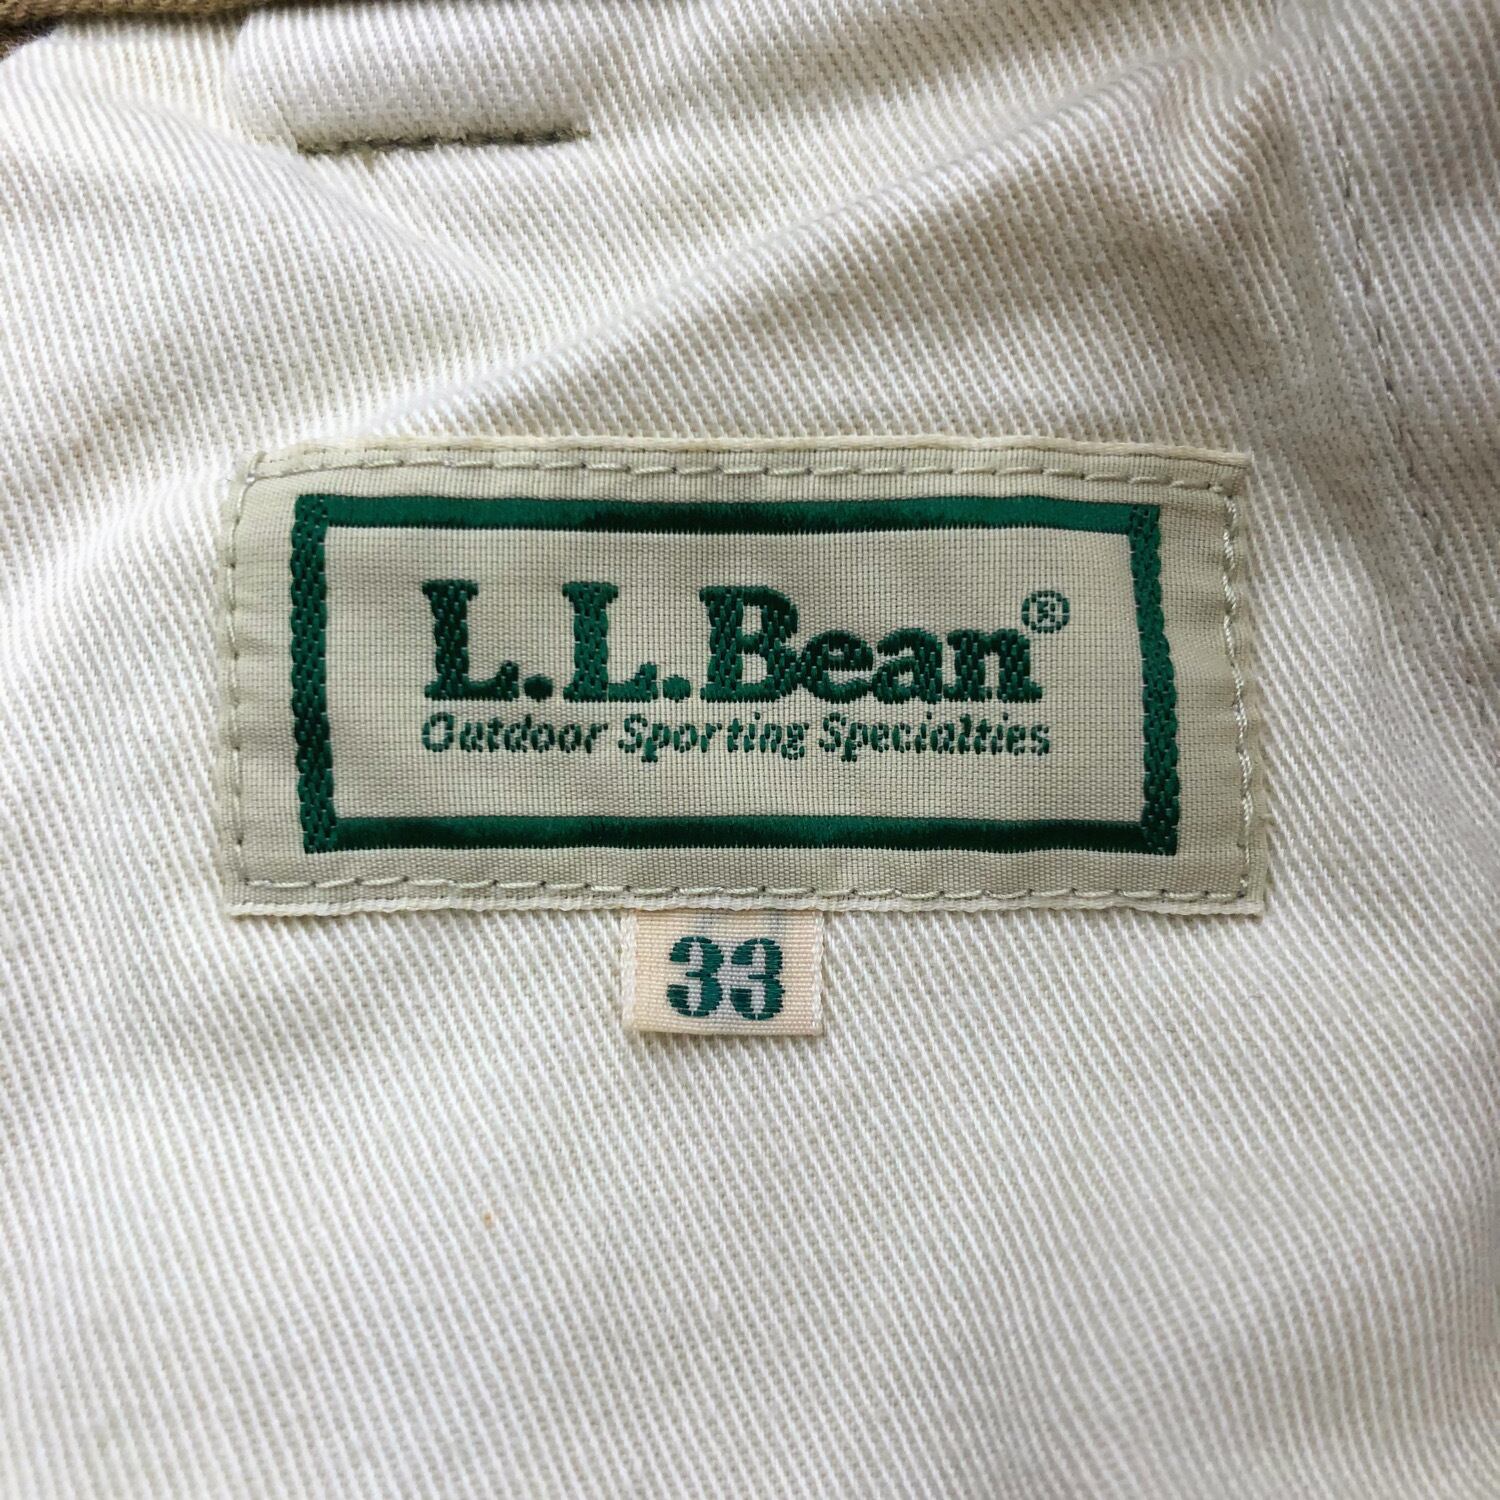 L.L.Bean®
Outdoor Sporting Specialties
33